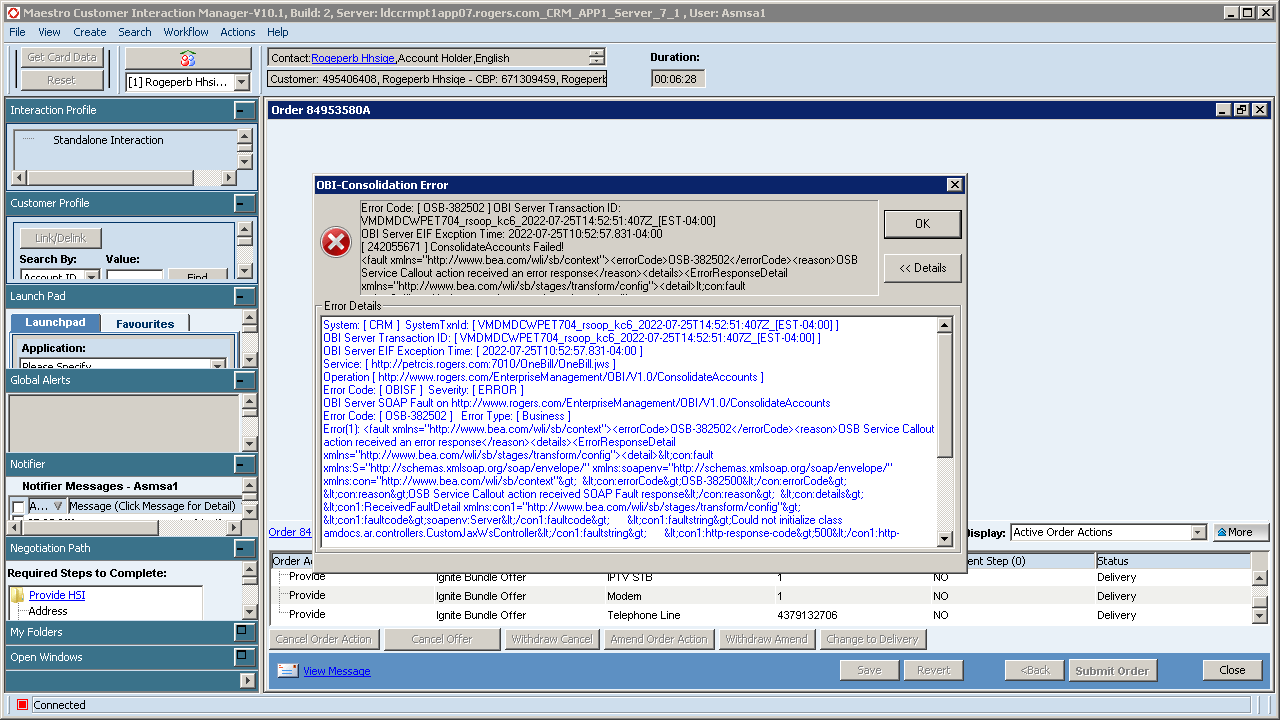 Maestro Customer Interaction Manager-V10.1, Build: 2, Server: ldccrmpt1app07.rogers.com_CRM_APP1_Server_7_1 , User: Asmsa1
File View Create Search Workflow Actions Help
Get Card Data
Reset
[1] Rogeperb Hhsi...
Contact:Rogeperb Hhsiqe,Account Holder,English
Customer: 495406408, Rogeperb Hhsiqe - CBP: 671309459, Rogeperb
Duration:
00:06:28
Interaction Profile
Standalone Interaction
Customer Profile
Link/Delink
Search By: Value:
Account ID
Find
Launch Pad
Launchpad Favourites
Application:
Please Specify
Global Alerts
Notifier
Notifier Messages - Asmsa1
A... Message (Click Message for Detail)
Negotiation Path
Required Steps to Complete:
Provide HSI
Address
My Folders
Open Windows
Order 84953580A
OBI-Consolidation Error
Error Code: [ OSB-382502 ] OBI Server Transaction ID:
VMDMDCWPET704_rsoop_kc6_2022-07-25T14:52:51:407Z_[EST-04:00]
OBI Server EIF Excption Time: 2022-07-25T10:52:57.831-04:00
[ 242055671 ] ConsolidateAccounts Failed!
<fault xmlns="http://www.bea.com/wli/sb/context"><errorCode>OSB-382502</errorCode><reason>OSB
Service Callout action received an error response</reason><details><ErrorResponseDetail
xmlns="http://www.bea.com/wli/sb/stages/transform/config"><detail>lt;con:fault
OK
<< Details
Error Details
System: [ CRM ] SystemTxnId: [ VMDMDCWPET704_rsoop_kc6_2022-07-25T14:52:51:407Z_[EST-04:00] ]
OBI Server Transaction ID: [ VMDMDCWPET704_rsoop_kc6_2022-07-25T14:52:51:407Z_[EST-04:00] ]
OBI Server EIF Exception Time: [ 2022-07-25T10:52:57.831-04:00 ]
Service: [ http://petrcis.rogers.com:7010/OneBill/OneBill.jws ]
Operation [ http://www.rogers.com/EnterpriseManagement/OBI/V1.0/ConsolidateAccounts ]
Error Code: [ OBISF ] Severity: [ ERROR ]
OBI Server SOAP Fault on http://www.rogers.com/EnterpriseManagement/OBI/V1.0/ConsolidateAccounts
Error Code: [ OSB-382502 ] Error Type: [ Business ]
Error(1): <fault xmlns="http://www.bea.com/wli/sb/context"><errorCode>OSB-382502</errorCode><reason>OSB Service Callout
action received an error response</reason><details><ErrorResponseDetail
xmlns="http://www.bea.com/wli/sb/stages/transform/config"><detail>&lt;con:fault
xmlns:S="http://schemas.xmlsoap.org/soap/envelope/" xmlns:soapenv="http://schemas.xmlsoap.org/soap/envelope/"
xmlns:con="http://www.bea.com/wli/sb/context"&gt; &lt;con:errorCode&gt;OSB-382500&lt;/con:errorCode&gt;
&lt;con:reason&gt;OSB Service Callout action received SOAP Fault response&lt;/con:reason&gt; &lt;con:details&gt;
&lt;con1:ReceivedFaultDetail xmlns:con1="http://www.bea.com/wli/sb/stages/transform/config"&gt;
&lt;con1:faultcode&gt;soapenv:Server&lt;/con1:faultcode&gt; &lt;con1:faultstring&gt;Could not initialize class
amdocs.ar.controllers.CustomJaxWsController&lt;/con1:faultstring&gt; &lt;con1:http-response-code&gt;500&lt;/con1:http-
Order 84
isplay: Active Order Actions More
Order Ac ent Step (0) Status
Provide Ignite Bundle Offer IPTV STB 1 NO Delivery
Provide Ignite Bundle Offer Modem 1 NO Delivery
Provide Ignite Bundle Offer Telephone Line 4379132706 NO Delivery
Cancel Order Action Cancel Offer Withdraw Cancel Amend Order Action Withdraw Amend Change to Delivery
View Message Save Revert <Back Submit Order Close
Connected